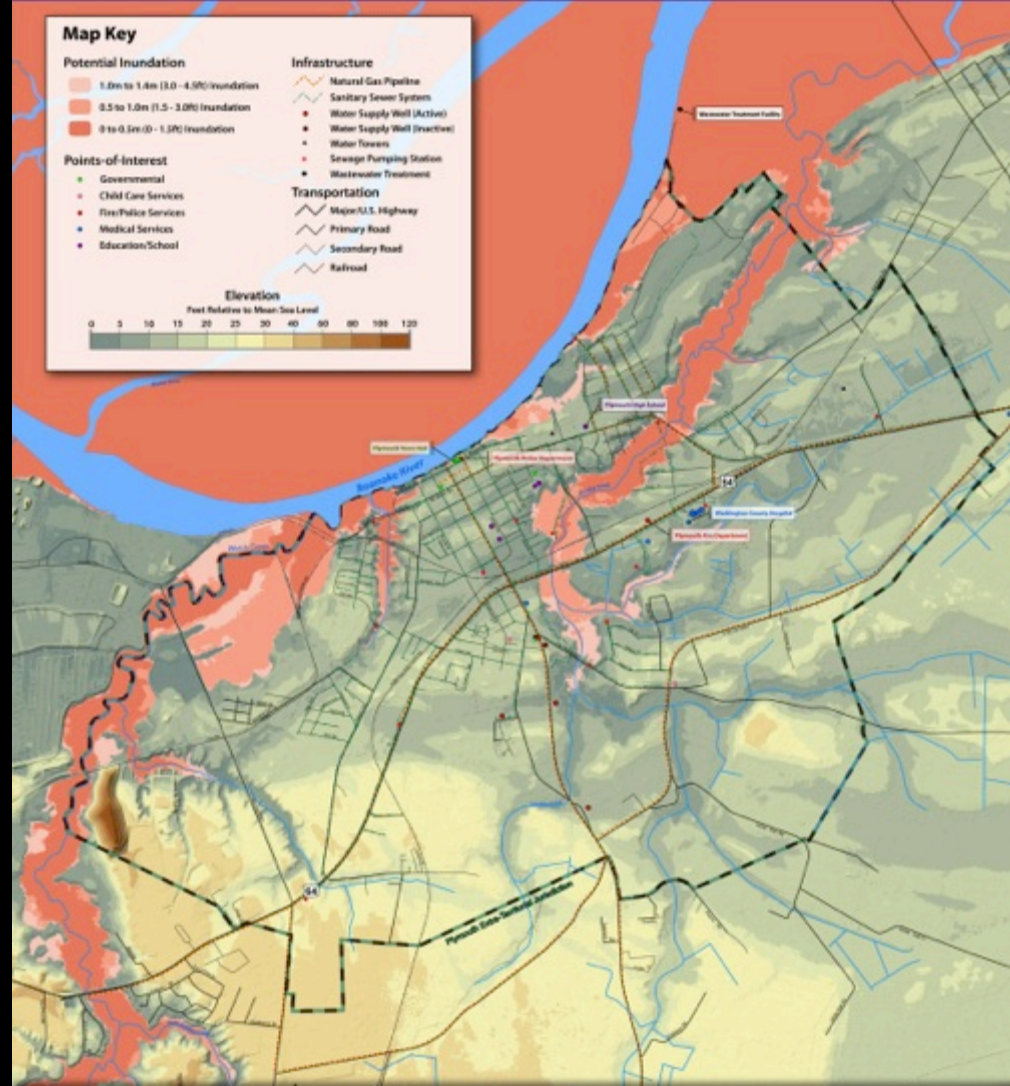 Map Key
Potential Inundation
1.0m to 1.4m (3.0 - 4.5ft) Inundation
0.5 to 1.0m (1.5 - 3.0ft) Inundation
0 to 0.5m (0 - 1.5ft) Inundation
Points-of-Interest
Governmental
Child Care Services
Fire/Police Services
Medical Services
Education/School
Infrastructure
Natural Gas Pipeline
Sanitary Sewer System
Water Supply Well (Active)
Water Supply Well (Inactive)
Water Towers
Sewage Pumping Station
Wastewater Treatment
Transportation
Major/U.S. Highway
Primary Road
Secondary Road
Railroad
Elevation
Feet Relative to Mean Sea Level
0 5 10 15 20 25 30 40 60 80 100 120
Wastewater Treatment Facility
Plymouth High School
Plymouth Town Hall
Plymouth Police Department
Roanoke River
64
Washington County Hospital
Plymouth Fire Department
Welch Creek
64
Plymouth Extra-Territorial Jurisdiction